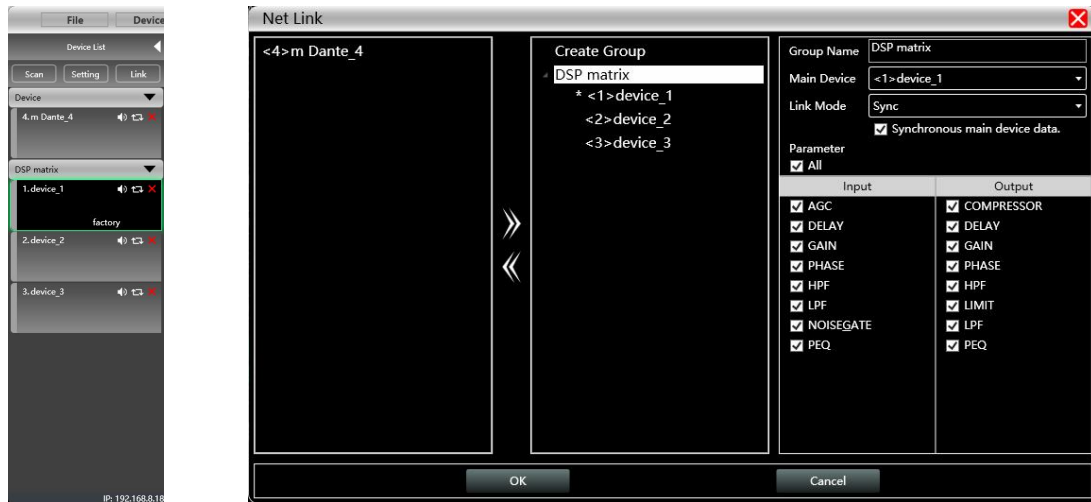 File Device
Device List
Scan Setting Link
Device
4.m Dante_4
DSP matrix
1.device_1
factory
2.device_2
3.device_3
IP: 192.168.8.18
Net Link
<4>m Dante_4
Create Group
DSP matrix
* <1>device_1
<2>device_2
<3>device_3
Group Name DSP matrix
Main Device <1>device_1
Link Mode Sync
Synchronous main device data.
Parameter
All
Input Output
AGC COMPRESSOR
DELAY DELAY
GAIN GAIN
PHASE PHASE
HPF HPF
LPF LIMIT
NOISEGATE LPF
PEQ PEQ
OK Cancel